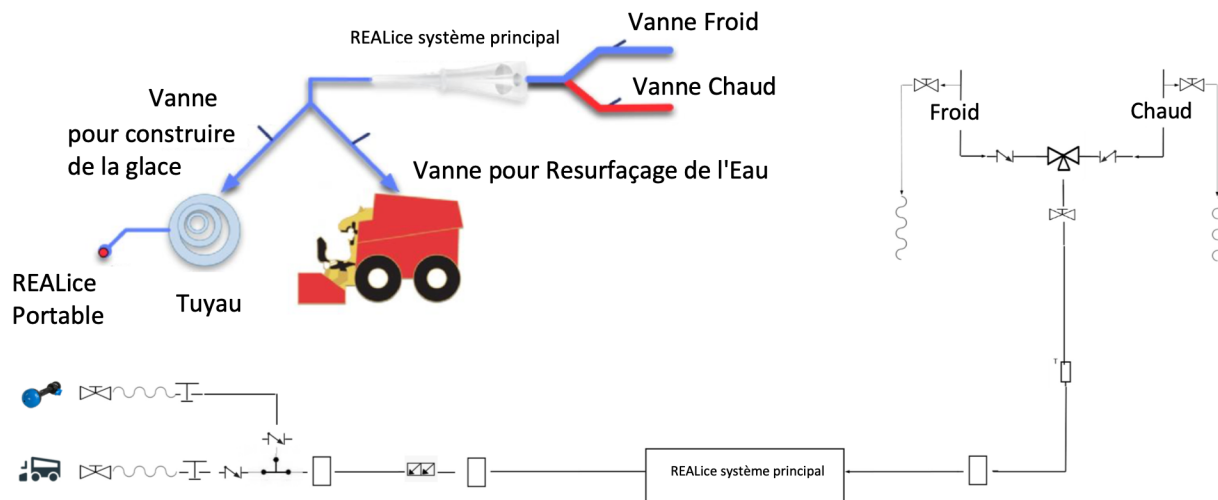 REALice système principal
Vanne Froid
Vanne Chaud
Vanne
pour construire
de la glace
Vanne pour Resurfaçage de l'Eau
REALice
Portable
Tuyau
Froid
Chaud
T
REALice système principal